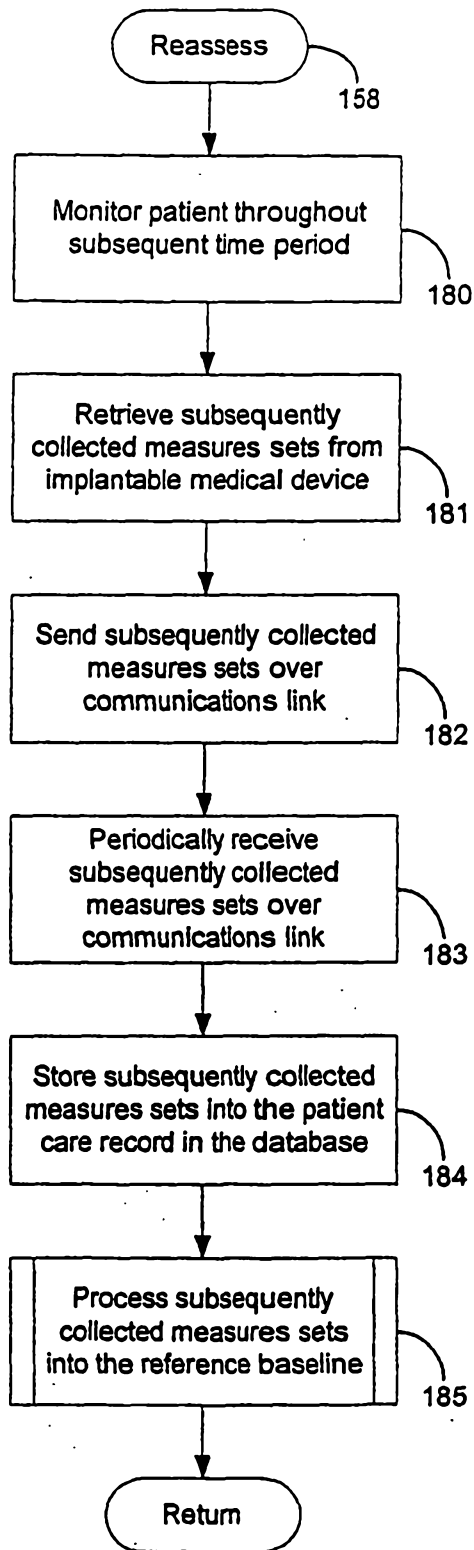 Reassess
158
Monitor patient throughout
subsequent time period
180
Retrieve subsequently
collected measures sets from
implantable medical device
181
Send subsequently collected
measures sets over
communications link
182
Periodically receive
subsequently collected
measures sets over
communications link
183
Store subsequently collected
measures sets into the patient
care record in the database
184
Process subsequently
collected measures sets
into the reference baseline
185
Return